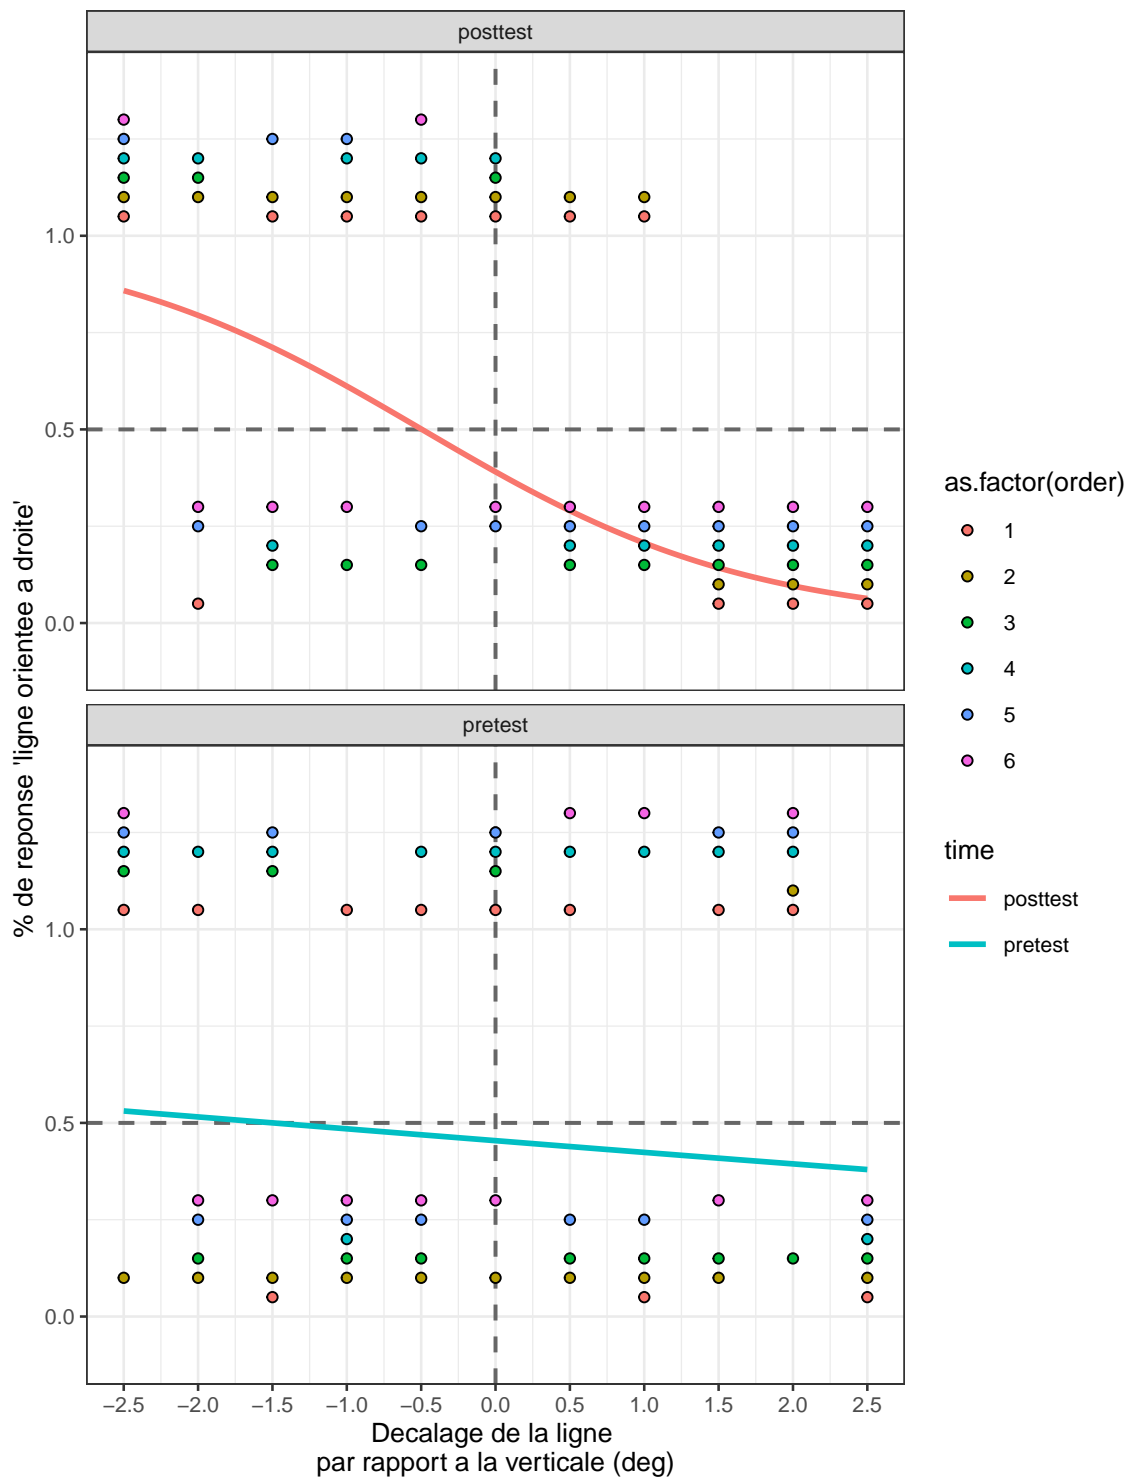 posttest
1.0
0.5
0.0
% de reponse 'ligne orientee a droite'
pretest
1.0
0.5
0.0
−2.5 −2.0 −1.5 −1.0 −0.5 0.0 0.5 1.0 1.5 2.0 2.5
Decalage de la ligne
par rapport a la verticale (deg)
as.factor(order)
1
2
3
4
5
6
time
posttest
pretest